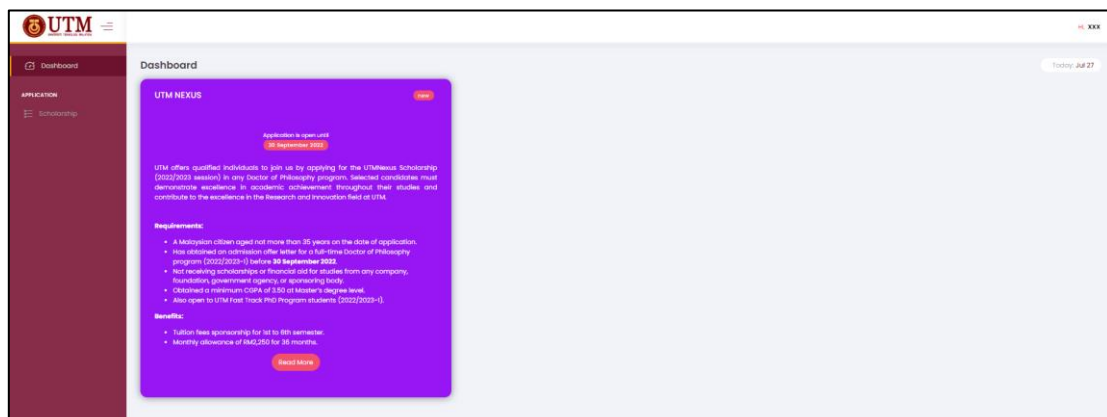 UTM
Hi, XXX
Dashboard
APPLICATION
Scholarship
Dashboard
Today: Jul 27
UTM NEXUS
new
Application is open until
30 September 2022
UTM offers qualified individuals to join us by applying for the UTMNexus Scholarship
(2022/2023 session) in any Doctor of Philosophy program. Selected candidates must
demonstrate excellence in academic achievement throughout their studies and
contribute to the excellence in the Research and Innovation field at UTM.
Requirements:
• A Malaysian citizen aged not more than 35 years on the date of application.
• Has obtained an admission offer letter for a full-time Doctor of Philosophy
program (2022/2023-1) before 30 September 2022.
• Not receiving scholarships or financial aid for studies from any company,
foundation, government agency, or sponsoring body.
• Obtained a minimum CGPA of 3.50 at Master's degree level.
• Also open to UTM Fast Track PhD Program students (2022/2023-1).
Benefits:
• Tuition fees sponsorship for 1st to 6th semester.
• Monthly allowance of RM2,250 for 36 months.
Read More